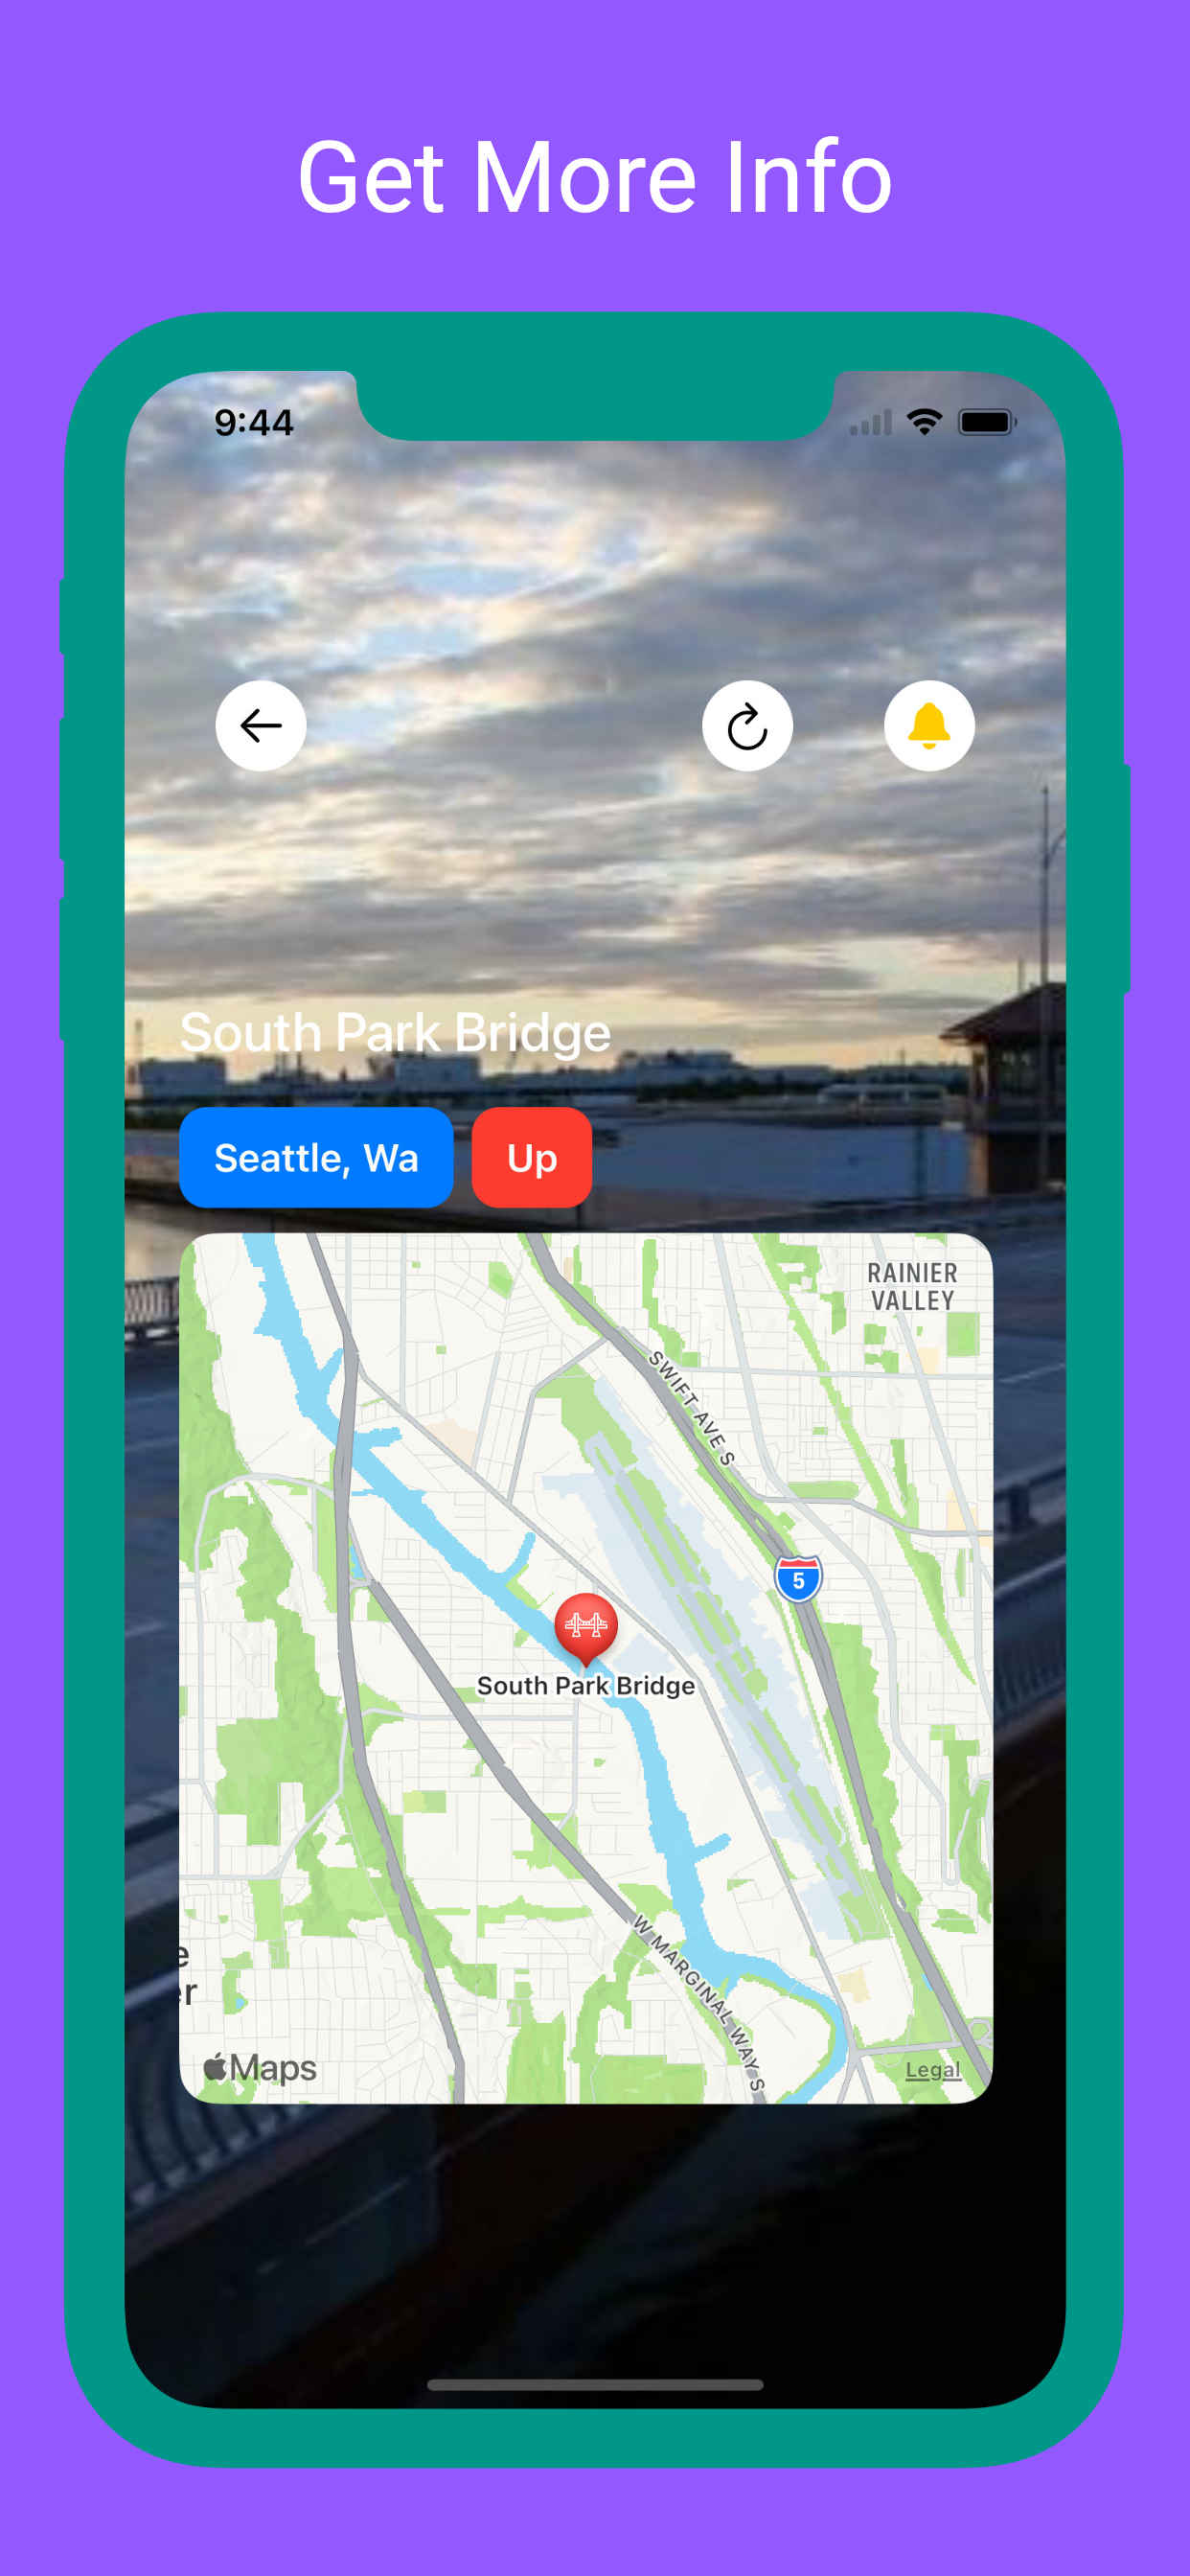 Get More Info
9:44
South Park Bridge
Seattle, Wa
Up
RAINIER
VALLEY
SWIFT AVE S
5
South Park Bridge
W MARGINAL WAY S
e
er
Maps
Legal